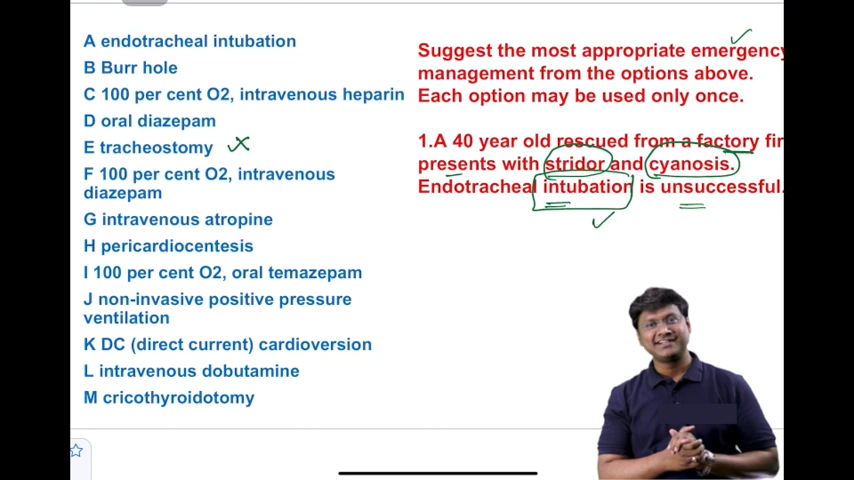 A endotracheal intubation
B Burr hole
C 100 per cent O2, intravenous heparin
D oral diazepam
E tracheostomy
F 100 per cent O2, intravenous
diazepam
G intravenous atropine
H pericardiocentesis
I 100 per cent O2, oral temazepam
J non-invasive positive pressure
ventilation
K DC (direct current) cardioversion
L intravenous dobutamine
M cricothyroidotomy
Suggest the most appropriate emergency
management from the options above.
Each option may be used only once.
1.A 40 year old rescued from a factory fir
presents with stridor and cyanosis.
Endotracheal intubation is unsuccessful.